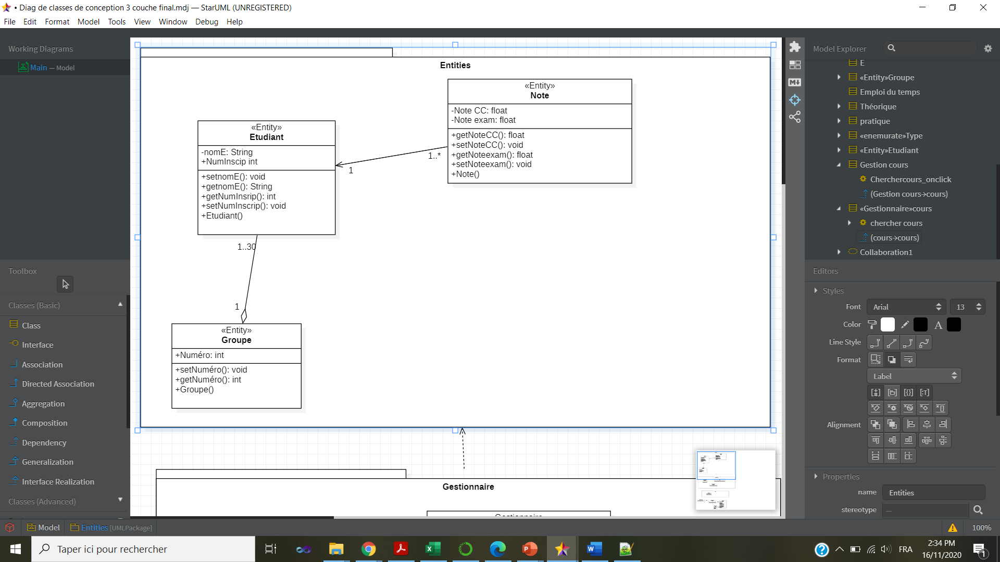 • Diag de classes de conception 3 couche final.mdj — StarUML (UNREGISTERED)
File Edit Format Model Tools View Window Debug Help
Working Diagrams
Main — Model
Toolbox
Classes (Basic)
Class
Interface
Association
Directed Association
Aggregation
Composition
Dependency
Generalization
Interface Realization
Classes (Advanced)
Entities
«Entity»
Note
-Note CC: float
-Note exam: float
+getNoteCC(): float
+setNoteCC(): void
+getNoteexam(): float
+setNoteexam(): void
+Note()
1..*
1
«Entity»
Etudiant
-nomE: String
+NumInscip int
+setnomE(): void
+getnomE(): String
+getNumInsrip(): int
+setNumInscrip(): void
+Etudiant()
1..30
1
«Entity»
Groupe
+Numéro: int
+setNuméro(): void
+getNuméro(): int
+Groupe()
Gestionnaire
Model Explorer
E
«Entity»Groupe
Emploi du temps
Théorique
pratique
«enemurate»Type
«Entity»Etudiant
Gestion cours
Cherchercours_onclick
(Gestion cours→cours)
«Gestionnaire»cours
chercher cours
(cours→cours)
Collaboration1
Editors
Styles
Font Arial 13
Color A
Line Style
Format
Label
Alignment
Properties
name Entities
stereotype —
Model Entities [UMLPackage] 100%
Taper ici pour rechercher
FRA
2:34 PM
16/11/2020
1